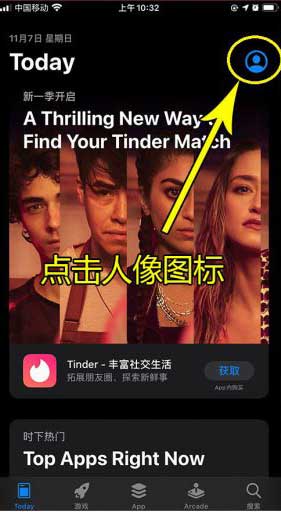 中国移动
上午10:32
11月7日 星期日
Today
新一季开启
A Thrilling New Way
Find Your Tinder Match
点击人像图标
Tinder - 丰富社交生活
拓展朋友圈，探索新鲜事
获取
App内购买
时下热门
Top Apps Right Now
Today
游戏
App
Arcade
搜索